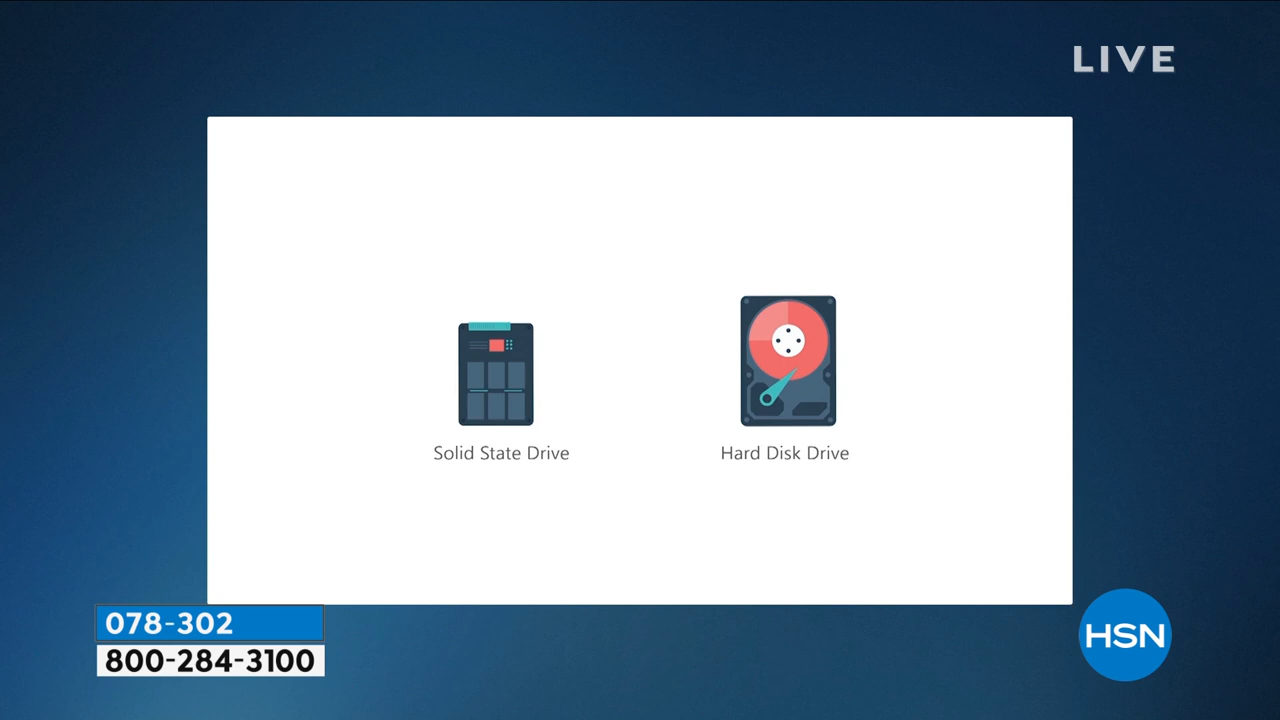 LIVE
Solid State Drive
Hard Disk Drive
078-302
800-284-3100
HSN